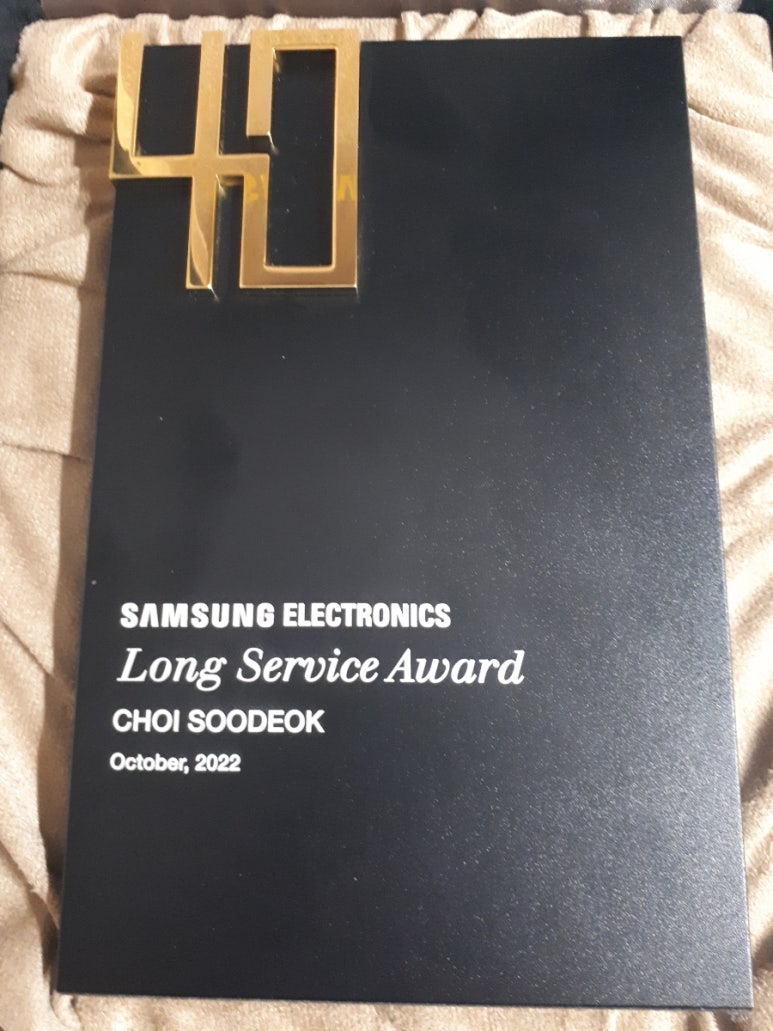 40
SAMSUNG ELECTRONICS
Long Service Award
CHOI SOODEOK
October, 2022